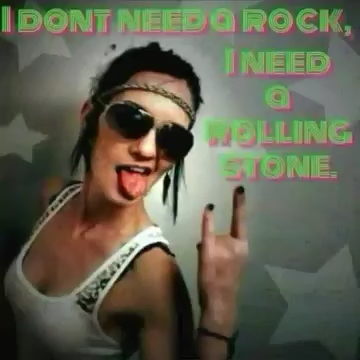 I DONT NEED a ROCK,
I NEED
a
ROLLING
STONE.